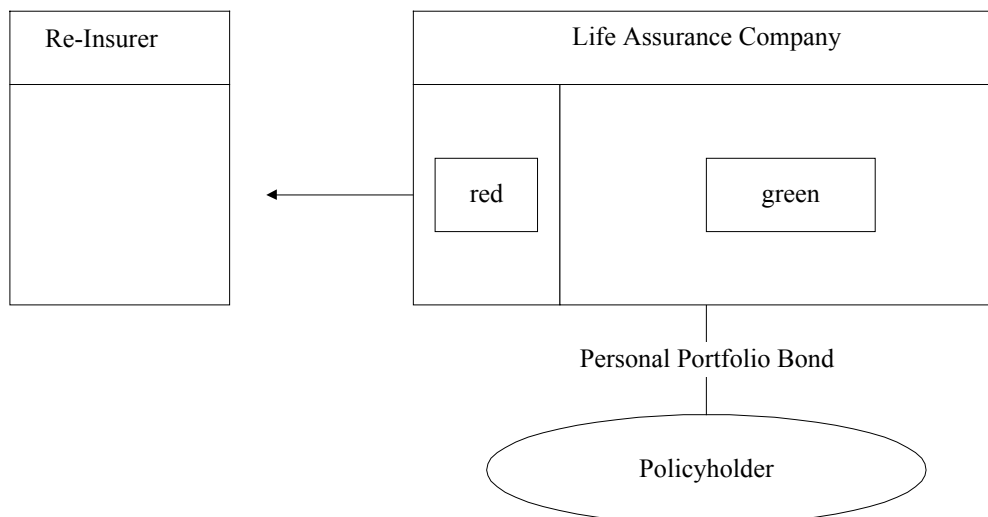 Re-Insurer
Life Assurance Company
red
green
Personal Portfolio Bond
Policyholder